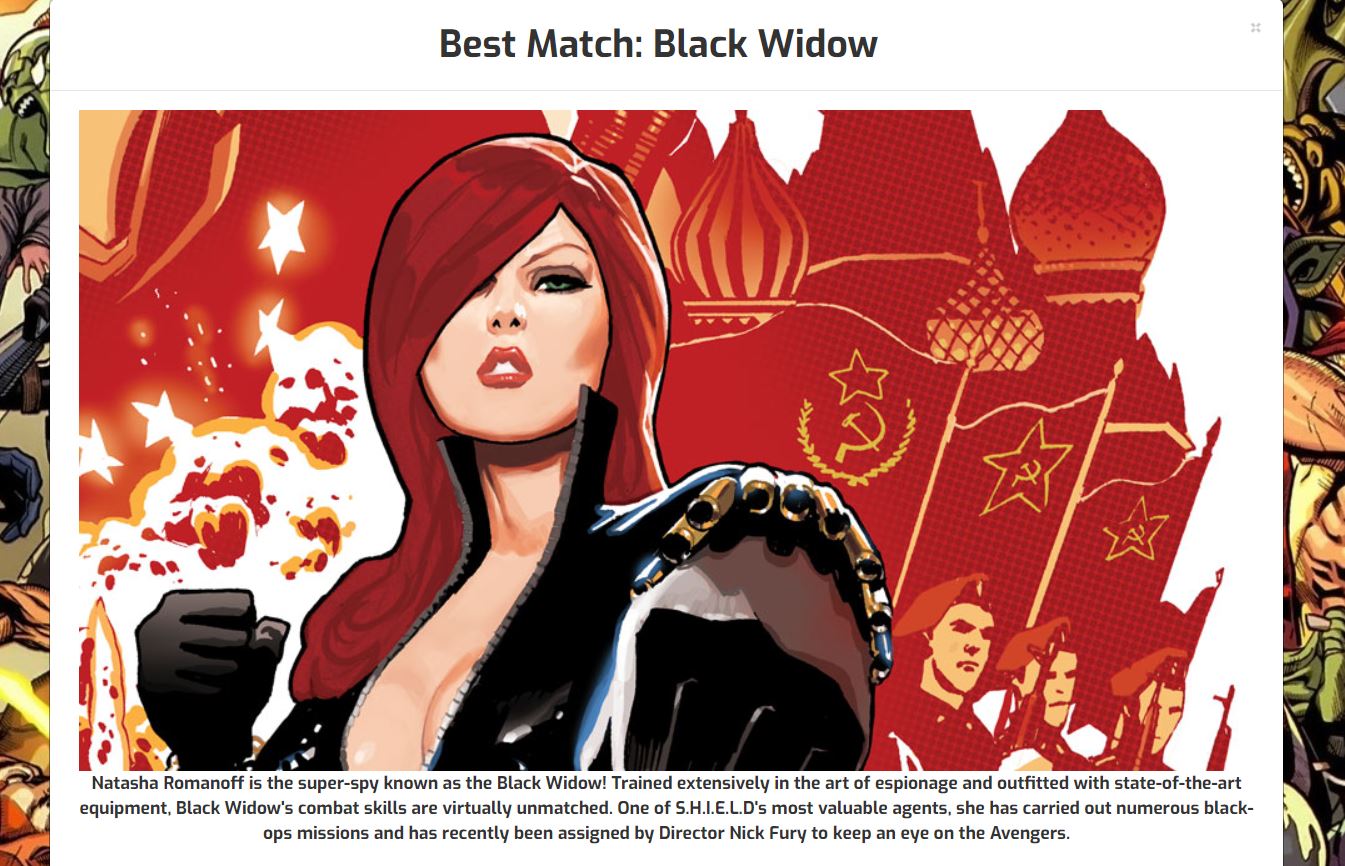 Best Match: Black Widow
Natasha Romanoff is the super-spy known as the Black Widow! Trained extensively in the art of espionage and outfitted with state-of-the-art
equipment, Black Widow's combat skills are virtually unmatched. One of S.H.I.E.L.D's most valuable agents, she has carried out numerous black-
ops missions and has recently been assigned by Director Nick Fury to keep an eye on the Avengers.